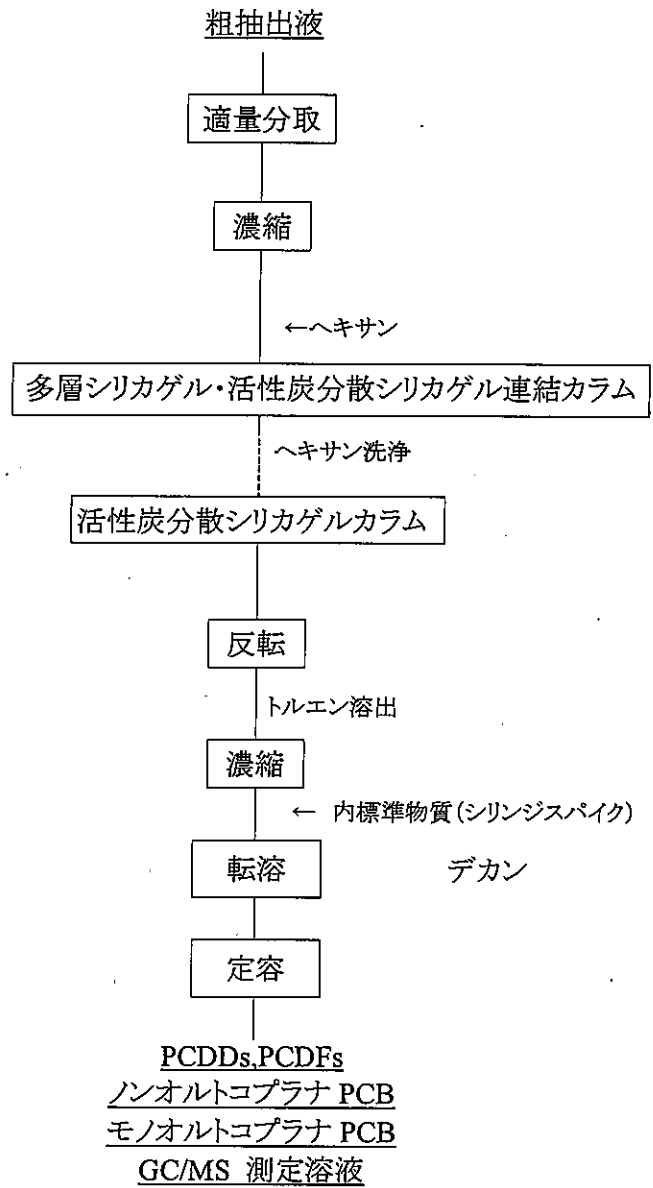 粗抽出液
適量分取
濃縮
←ヘキサン
多層シリカゲル・活性炭分散シリカゲル連結カラム
ヘキサン洗浄
活性炭分散シリカゲルカラム
反転
トルエン溶出
濃縮
← 内標準物質(シリンジスパイク)
転溶 デカン
定容
PCDDs,PCDFs
ノンオルトコプラナ PCB
モノオルトコプラナ PCB
GC/MS 測定溶液